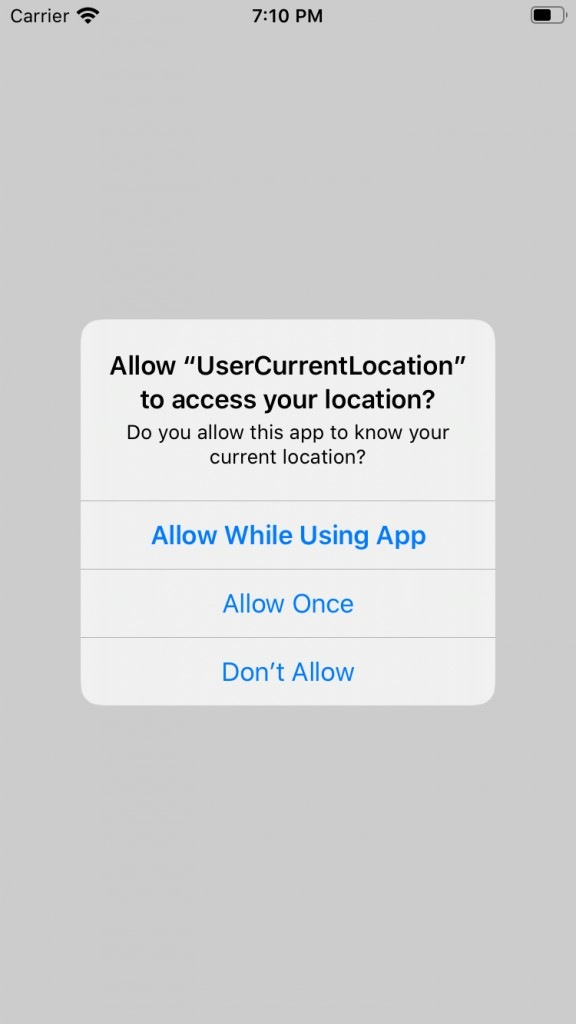 Carrier 7:10 PM
Allow “UserCurrentLocation”
to access your location?
Do you allow this app to know your
current location?
Allow While Using App
Allow Once
Don’t Allow